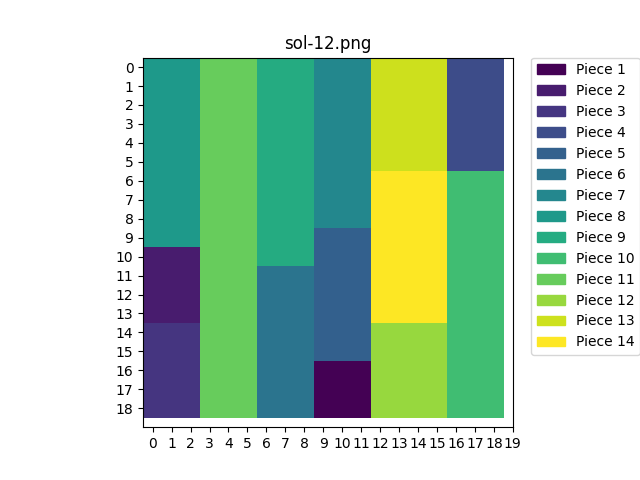 sol-12.png
0
1
2
3
4
5
6
7
8
9
10
11
12
13
14
15
16
17
18
0 1 2 3 4 5 6 7 8 9 10 11 12 13 14 15 16 17 18 19
Piece 1
Piece 2
Piece 3
Piece 4
Piece 5
Piece 6
Piece 7
Piece 8
Piece 9
Piece 10
Piece 11
Piece 12
Piece 13
Piece 14